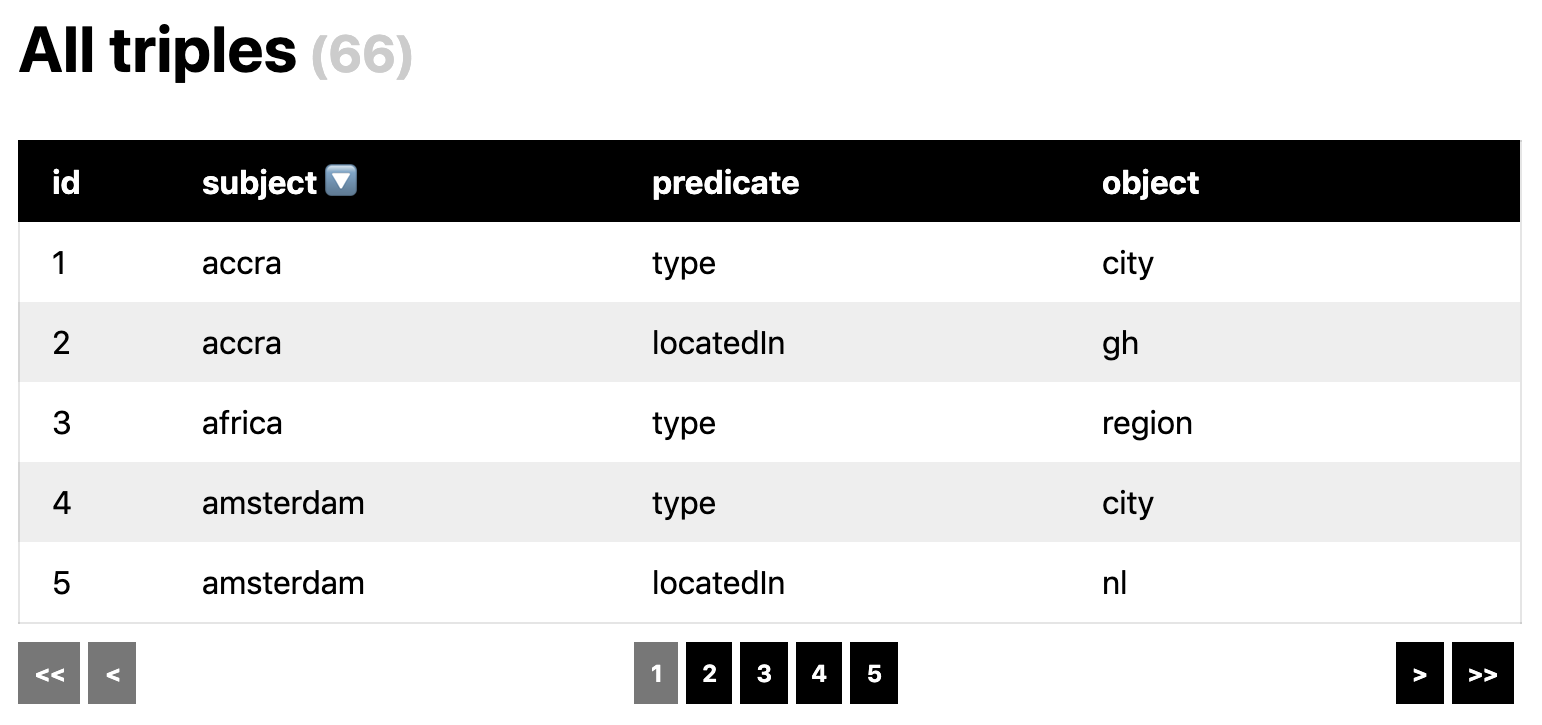 All triples (66)
id subject 🔽 predicate object
1 accra type city
2 accra locatedIn gh
3 africa type region
4 amsterdam type city
5 amsterdam locatedIn nl
<< < 1 2 3 4 5 > >>